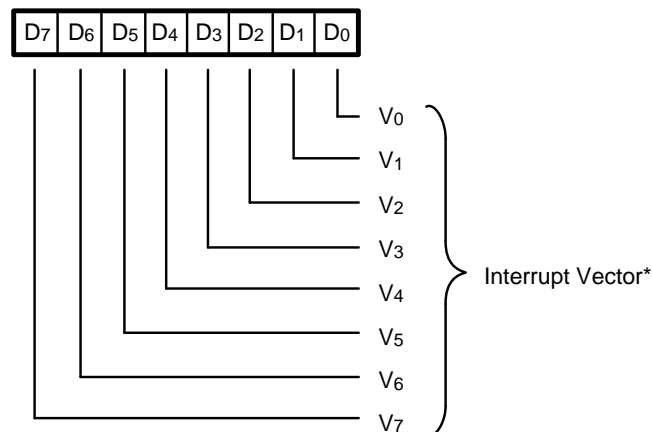 D7 D6 D5 D4 D3 D2 D1 D0
V0
V1
V2
V3
Interrupt Vector*
V4
V5
V6
V7